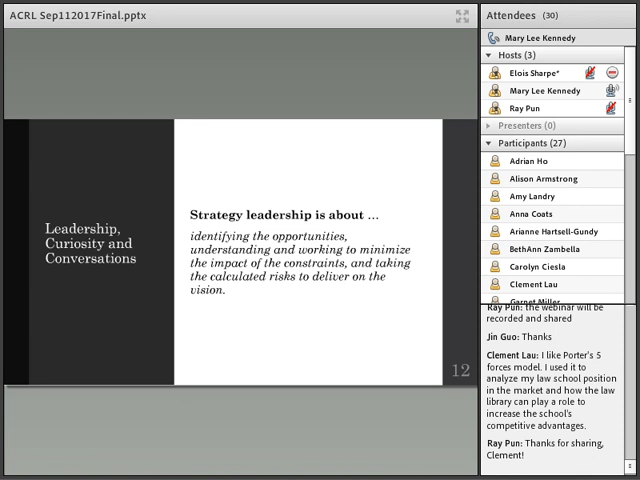 ACRL Sep112017Final.pptx
Leadership,
Curiosity and
Conversations
Strategy leadership is about ...
identifying the opportunities,
understanding and working to minimize
the impact of the constraints, and taking
the calculated risks to deliver on the
vision.
12
Attendees (30)
Mary Lee Kennedy
Hosts (3)
Elois Sharpe*
Mary Lee Kennedy
Ray Pun
Presenters (0)
Participants (27)
Adrian Ho
Alison Armstrong
Amy Landry
Anna Coats
Arianne Hartsell-Gundy
BethAnn Zambella
Carolyn Ciesla
Clement Lau
Garnet Miller
Ray Pun: the webinar will be
recorded and shared
Jin Guo: Thanks
Clement Lau: I like Porter's 5
forces model. I used it to
analyze my law school position
in the market and how the law
library can play a role to
increase the school's
competitive advantages.
Ray Pun: Thanks for sharing,
Clement!